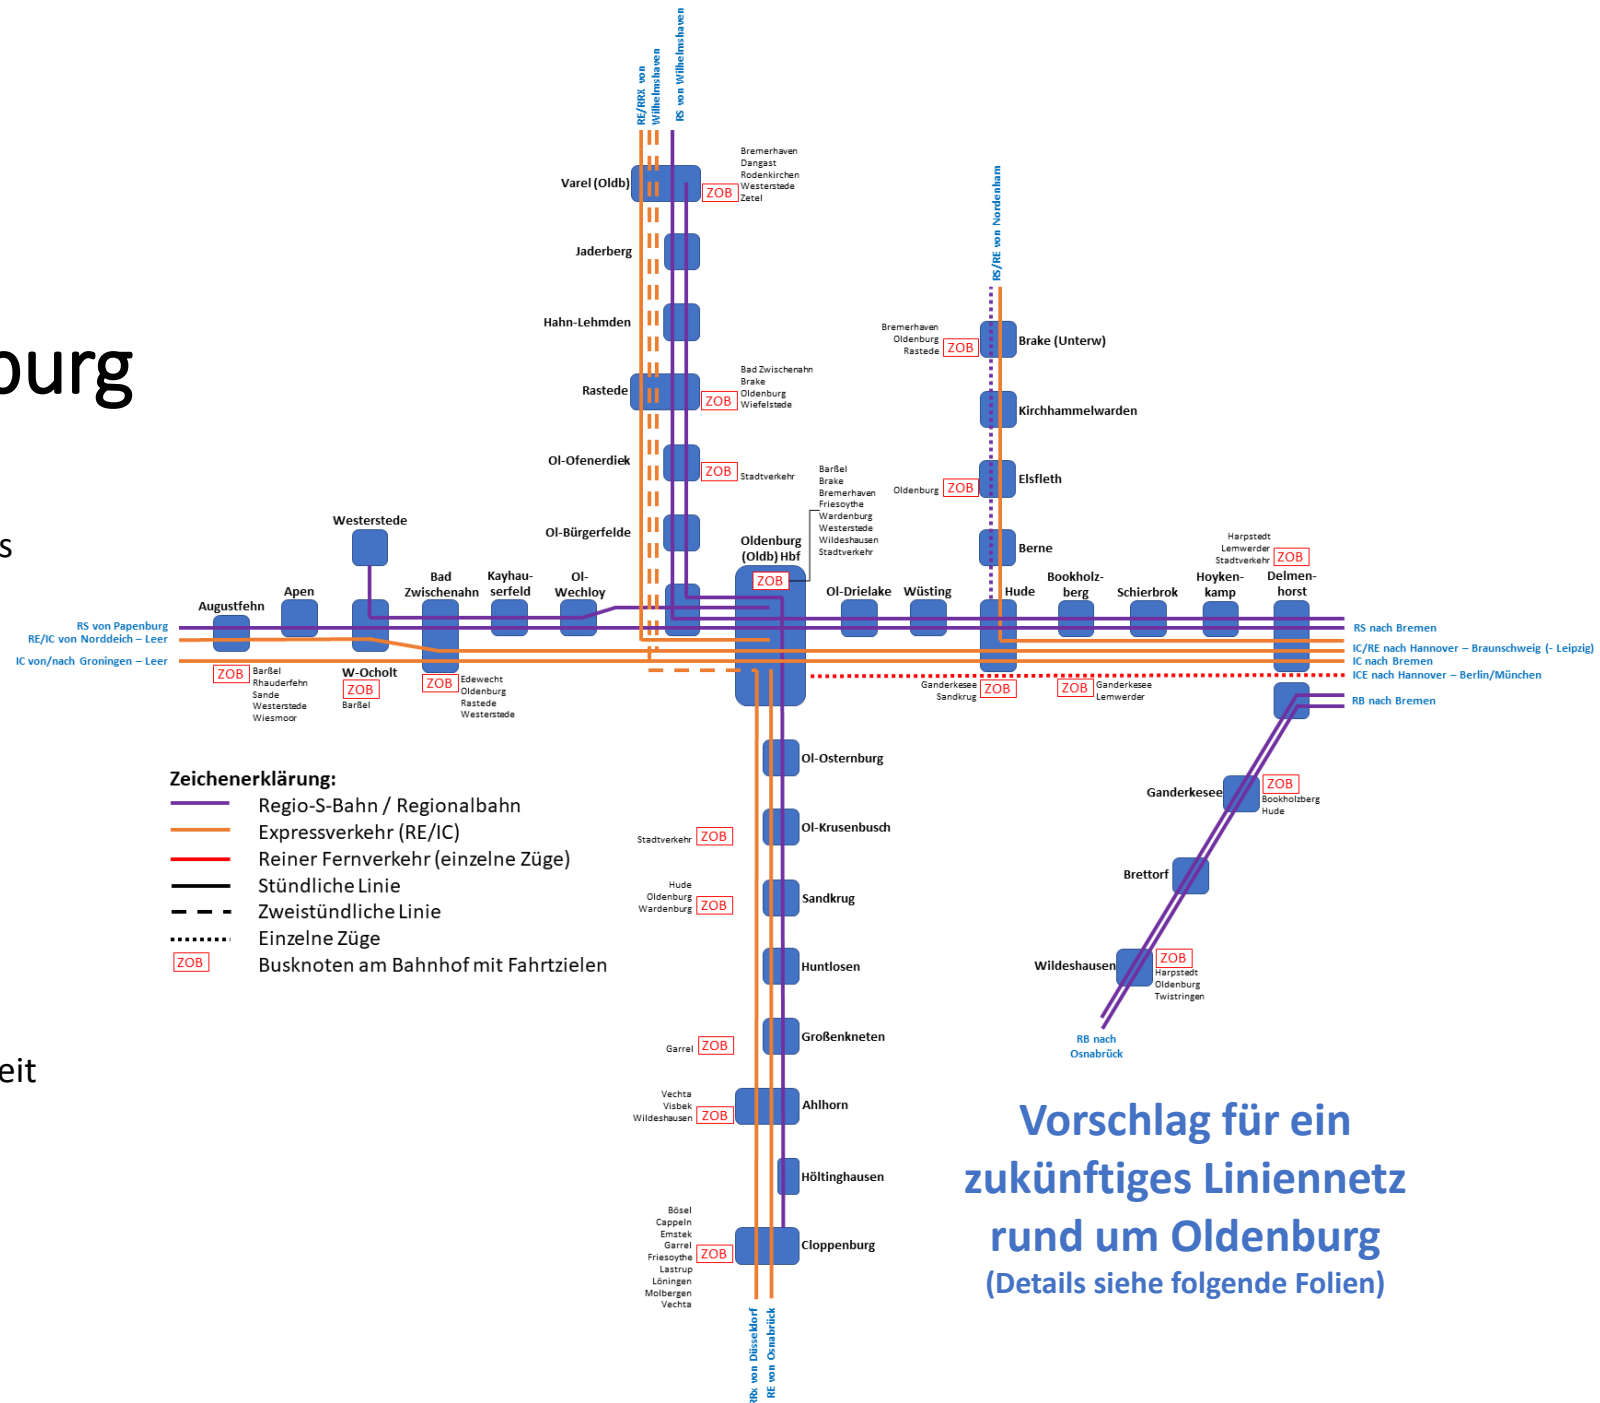 RE/RRX von
Wilhelmshaven
RS von Wilhelmshaven
Varel (Oldb)
ZOB
Bremerhaven
Dangast
Rodenkirchen
Westerstede
Zetel
Jaderberg
Hahn-Lehmden
Rastede
ZOB
Bad Zwischenahn
Brake
Oldenburg
Wiefelstede
Ol-Ofenerdiek
ZOB
Stadtverkehr
Ol-Bürgerfelde
RS/RE von Nordenham
Bremerhaven
Oldenburg
Rastede
ZOB
Brake (Unterw)
Kirchhammelwarden
Oldenburg
ZOB
Elsfleth
Berne
burg
s
eit
Westerstede
Oldenburg
(Oldb) Hbf
ZOB
Barßel
Brake
Bremerhaven
Friesoythe
Wardenburg
Westerstede
Wildeshausen
Stadtverkehr
Augustfehn
Apen
Bad
Zwischenahn
Kayhau-
serfeld
Ol-
Wechloy
Ol-Drielake
Wüsting
Hude
Bookholz-
berg
Schierbrok
Hoyken-
kamp
Harpstedt
Lemwerder
Stadtverkehr
ZOB
Delmen-
horst
RS von Papenburg
RE/IC von Norddeich – Leer
IC von/nach Groningen – Leer
RS nach Bremen
IC/RE nach Hannover – Braunschweig (- Leipzig)
IC nach Bremen
ICE nach Hannover – Berlin/München
RB nach Bremen
ZOB
Barßel
Rhauderfehn
Sande
Westerstede
Wiesmoor
W-Ocholt
ZOB
Barßel
ZOB
Edewecht
Oldenburg
Rastede
Westerstede
Ganderkesee
Sandkrug
ZOB
ZOB
Ganderkesee
Lemwerder
Ol-Osternburg
Stadtverkehr
ZOB
Ol-Krusenbusch
Hude
Oldenburg
Wardenburg
ZOB
Sandkrug
Huntlosen
Garrel
ZOB
Großenkneten
Vechta
Visbek
Wildeshausen
ZOB
Ahlhorn
Höltinghausen
Bösel
Cappeln
Emstek
Garrel
Friesoythe
Lastrup
Löningen
Molbergen
Vechta
ZOB
Cloppenburg
RRx von Düsseldorf
RE von Osnabrück
Ganderkesee
ZOB
Bookholzberg
Hude
Brettorf
Wildeshausen
ZOB
Harpstedt
Oldenburg
Twistringen
RB nach
Osnabrück
Zeichenerklärung:
Regio-S-Bahn / Regionalbahn
Expressverkehr (RE/IC)
Reiner Fernverkehr (einzelne Züge)
Stündliche Linie
Zweistündliche Linie
Einzelne Züge
ZOB
Busknoten am Bahnhof mit Fahrtzielen
Vorschlag für ein
zukünftiges Liniennetz
rund um Oldenburg
(Details siehe folgende Folien)